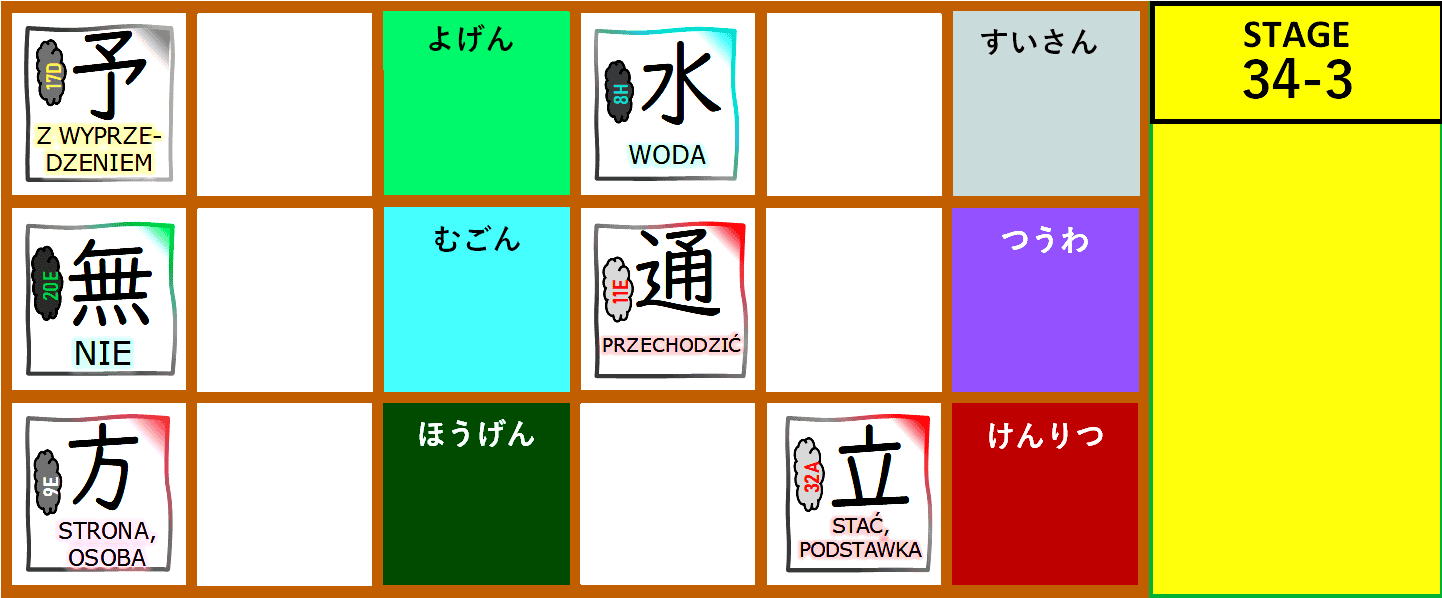 17D
予
Z WYPRZE-
DZENIEM
よげん
8H
水
WODA
すいさん
STAGE
34-3
20E
無
NIE
むごん
11E
通
PRZECHODZIĆ
つうわ
9E
方
STRONA,
OSOBA
ほうげん
32A
立
STAĆ,
PODSTAWKA
けんりつ